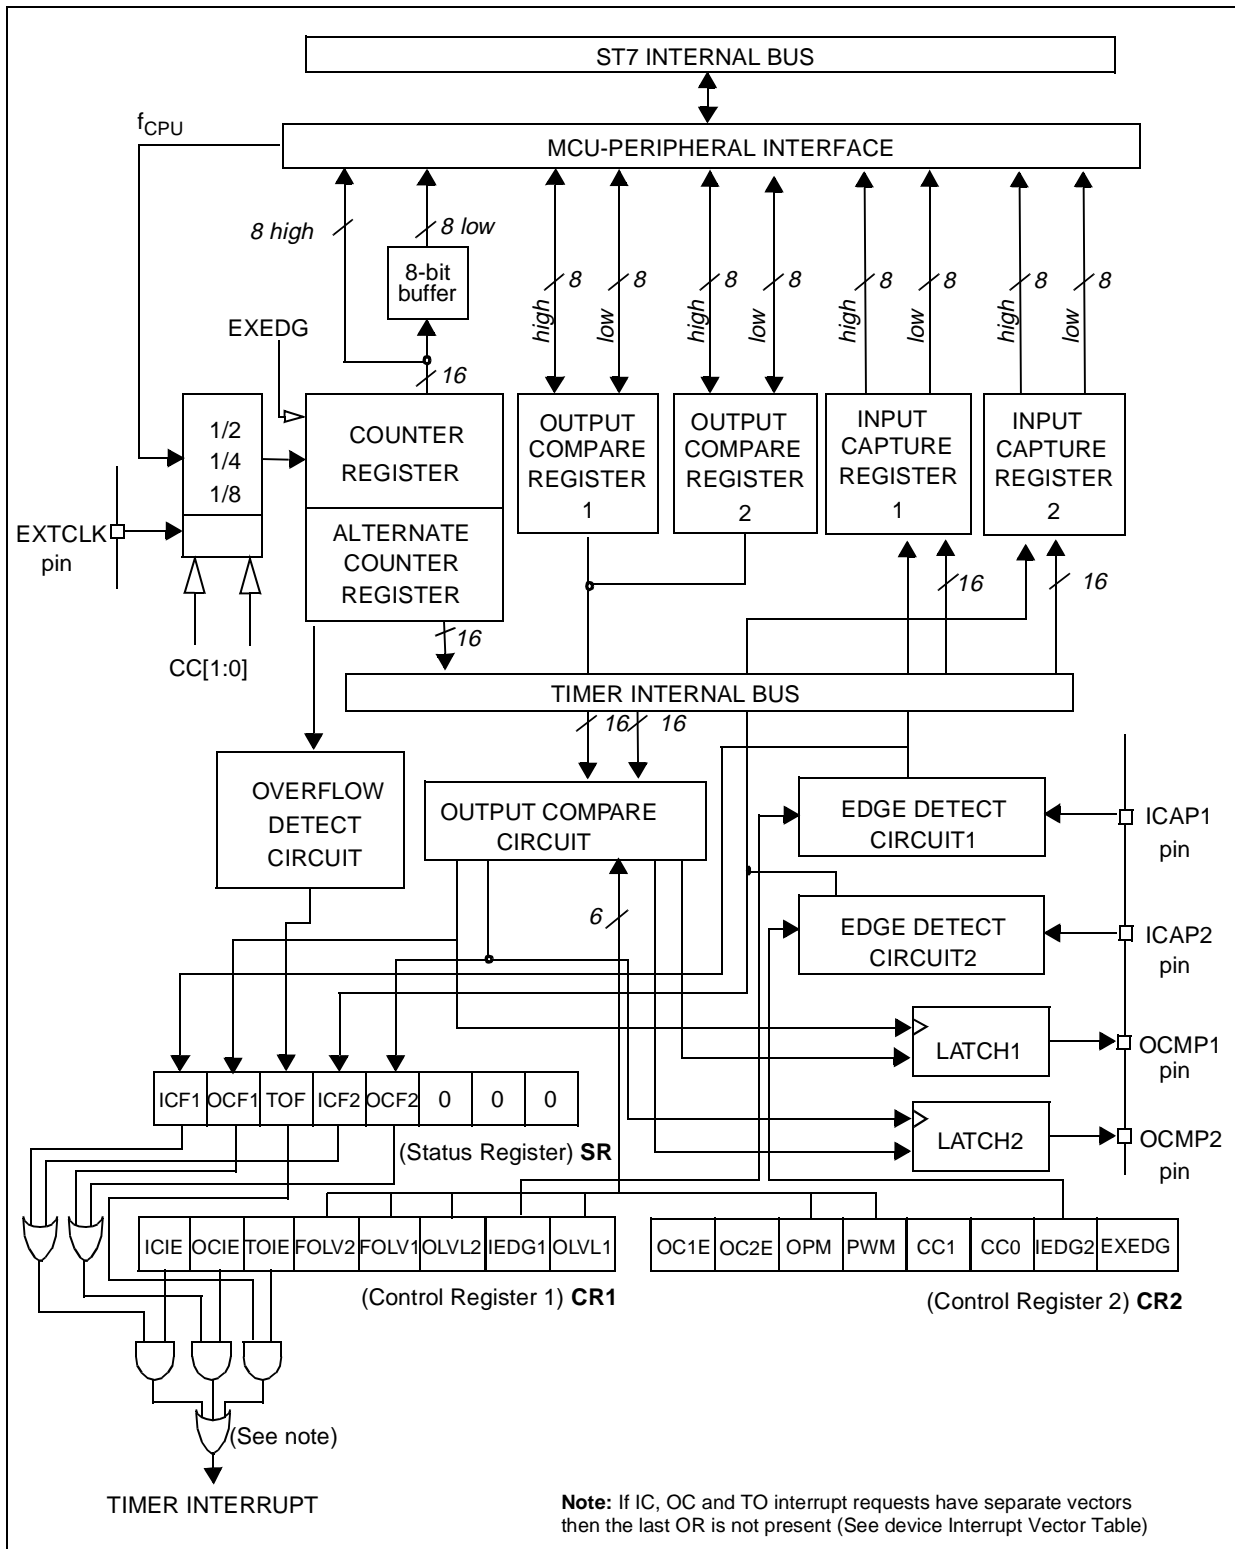 ST7 INTERNAL BUS
fCPU
MCU-PERIPHERAL INTERFACE
8 high
8 low
8-bit
buffer
8
8
8
8
8
8
8
8
high
low
high
low
high
low
high
low
EXEDG
16
1/2
1/4
1/8
COUNTER
REGISTER
OUTPUT
COMPARE
REGISTER
1
OUTPUT
COMPARE
REGISTER
2
INPUT
CAPTURE
REGISTER
1
INPUT
CAPTURE
REGISTER
2
EXTCLK
pin
ALTERNATE
COUNTER
REGISTER
16
16
16
CC[1:0]
TIMER INTERNAL BUS
16
16
OVERFLOW
DETECT
CIRCUIT
OUTPUT COMPARE
CIRCUIT
EDGE DETECT
CIRCUIT1
ICAP1
pin
6
EDGE DETECT
CIRCUIT2
ICAP2
pin
LATCH1
OCMP1
pin
ICF1 OCF1 TOF ICF2 OCF2 0 0 0
LATCH2
OCMP2
pin
(Status Register) SR
ICIE OCIE TOIE FOLV2 FOLV1 OLVL2 IEDG1 OLVL1
OC1E OC2E OPM PWM CC1 CC0 IEDG2 EXEDG
(Control Register 1) CR1
(Control Register 2) CR2
(See note)
TIMER INTERRUPT
Note: If IC, OC and TO interrupt requests have separate vectors
then the last OR is not present (See device Interrupt Vector Table)